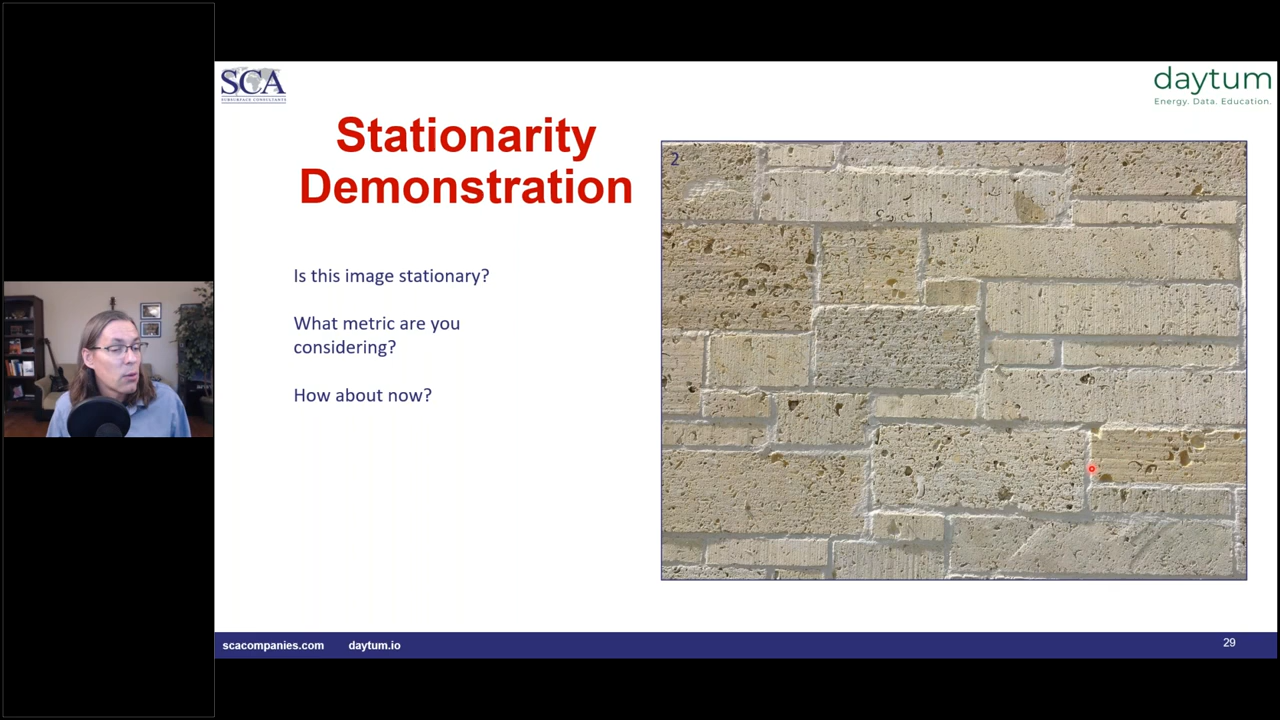 SCA
SUBSURFACE CONSULTANTS
daytum
Energy. Data. Education.
Stationarity
Demonstration
2
Is this image stationary?
What metric are you
considering?
How about now?
scacompanies.com daytum.io
29